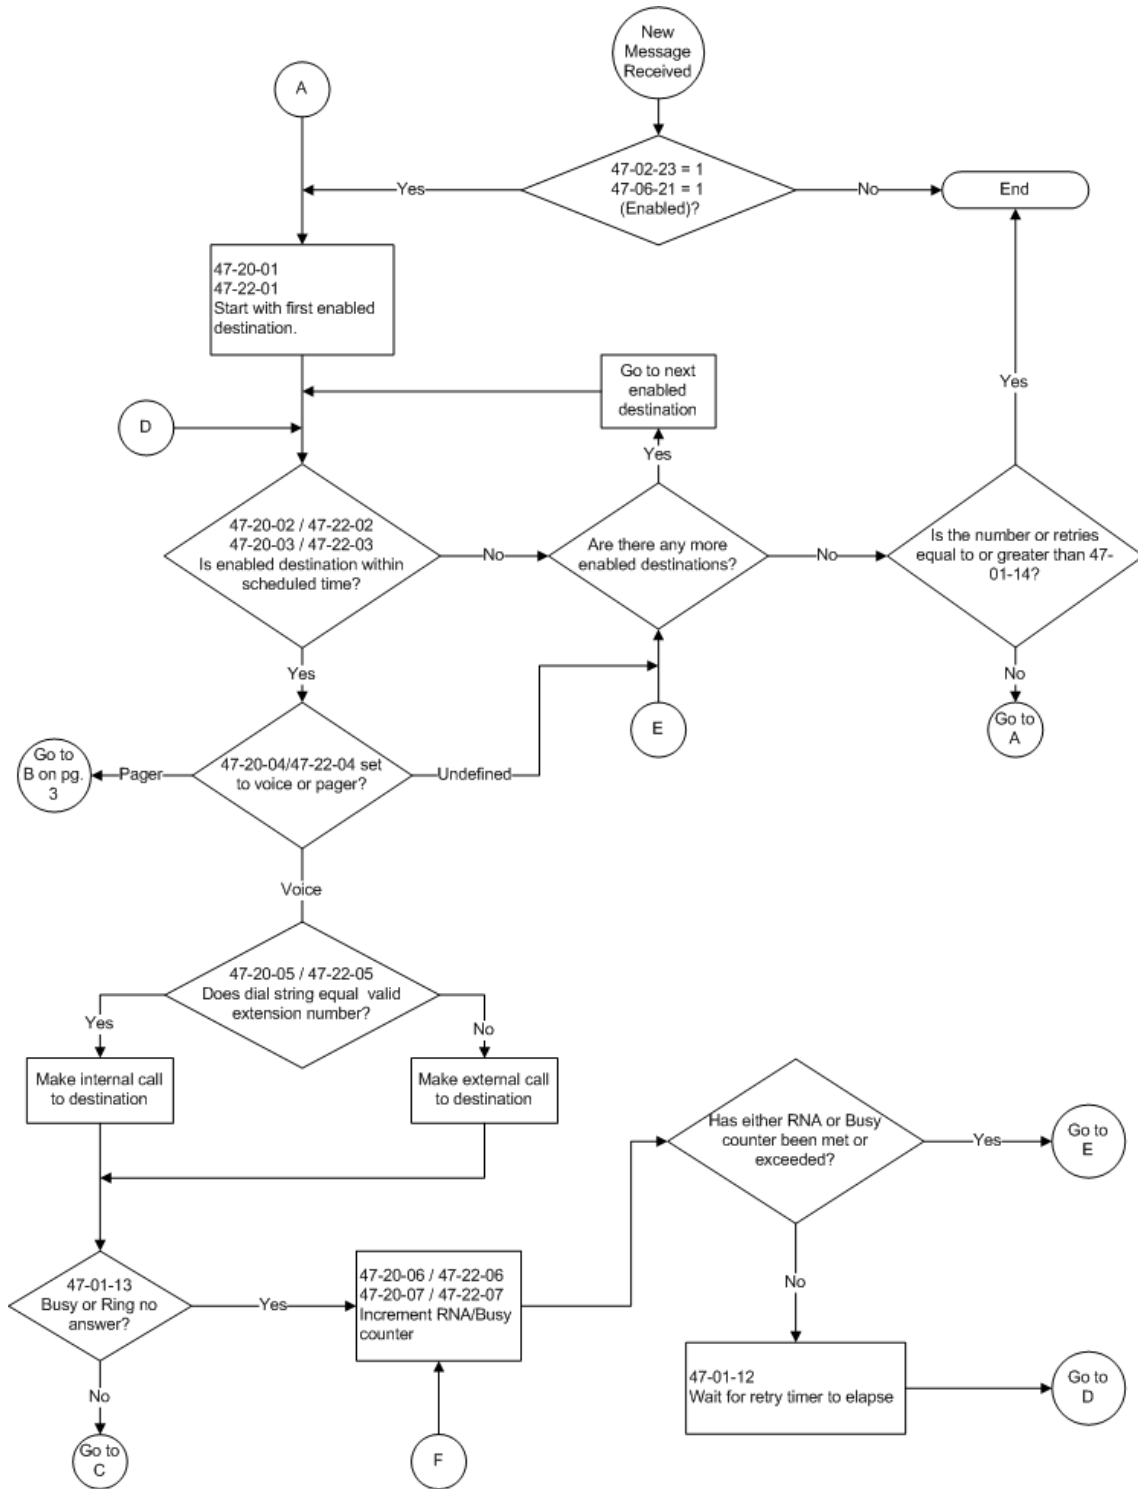 New
Message
Received
A
47-02-23 = 1
47-06-21 = 1
(Enabled)?
Yes
No
End
47-20-01
47-22-01
Start with first enabled
destination.
Go to next
enabled
destination
Yes
D
Yes
47-20-02 / 47-22-02
47-20-03 / 47-22-03
Is enabled destination within
scheduled time?
No
Are there any more
enabled destinations?
No
Is the number or retries
equal to or greater than 47-
01-14?
Yes
No
E
Go to
A
Go to
B on pg.
3
Pager
47-20-04/47-22-04 set
to voice or pager?
Undefined
Voice
47-20-05 / 47-22-05
Does dial string equal  valid
extension number?
Yes
No
Make internal call
to destination
Make external call
to destination
Has either RNA or Busy
counter been met or
exceeded?
Yes
Go to
E
47-01-13
Busy or Ring no
answer?
Yes
47-20-06 / 47-22-06
47-20-07 / 47-22-07
Increment RNA/Busy
counter
No
47-01-12
Wait for retry timer to elapse
Go to
D
No
Go to
C
F